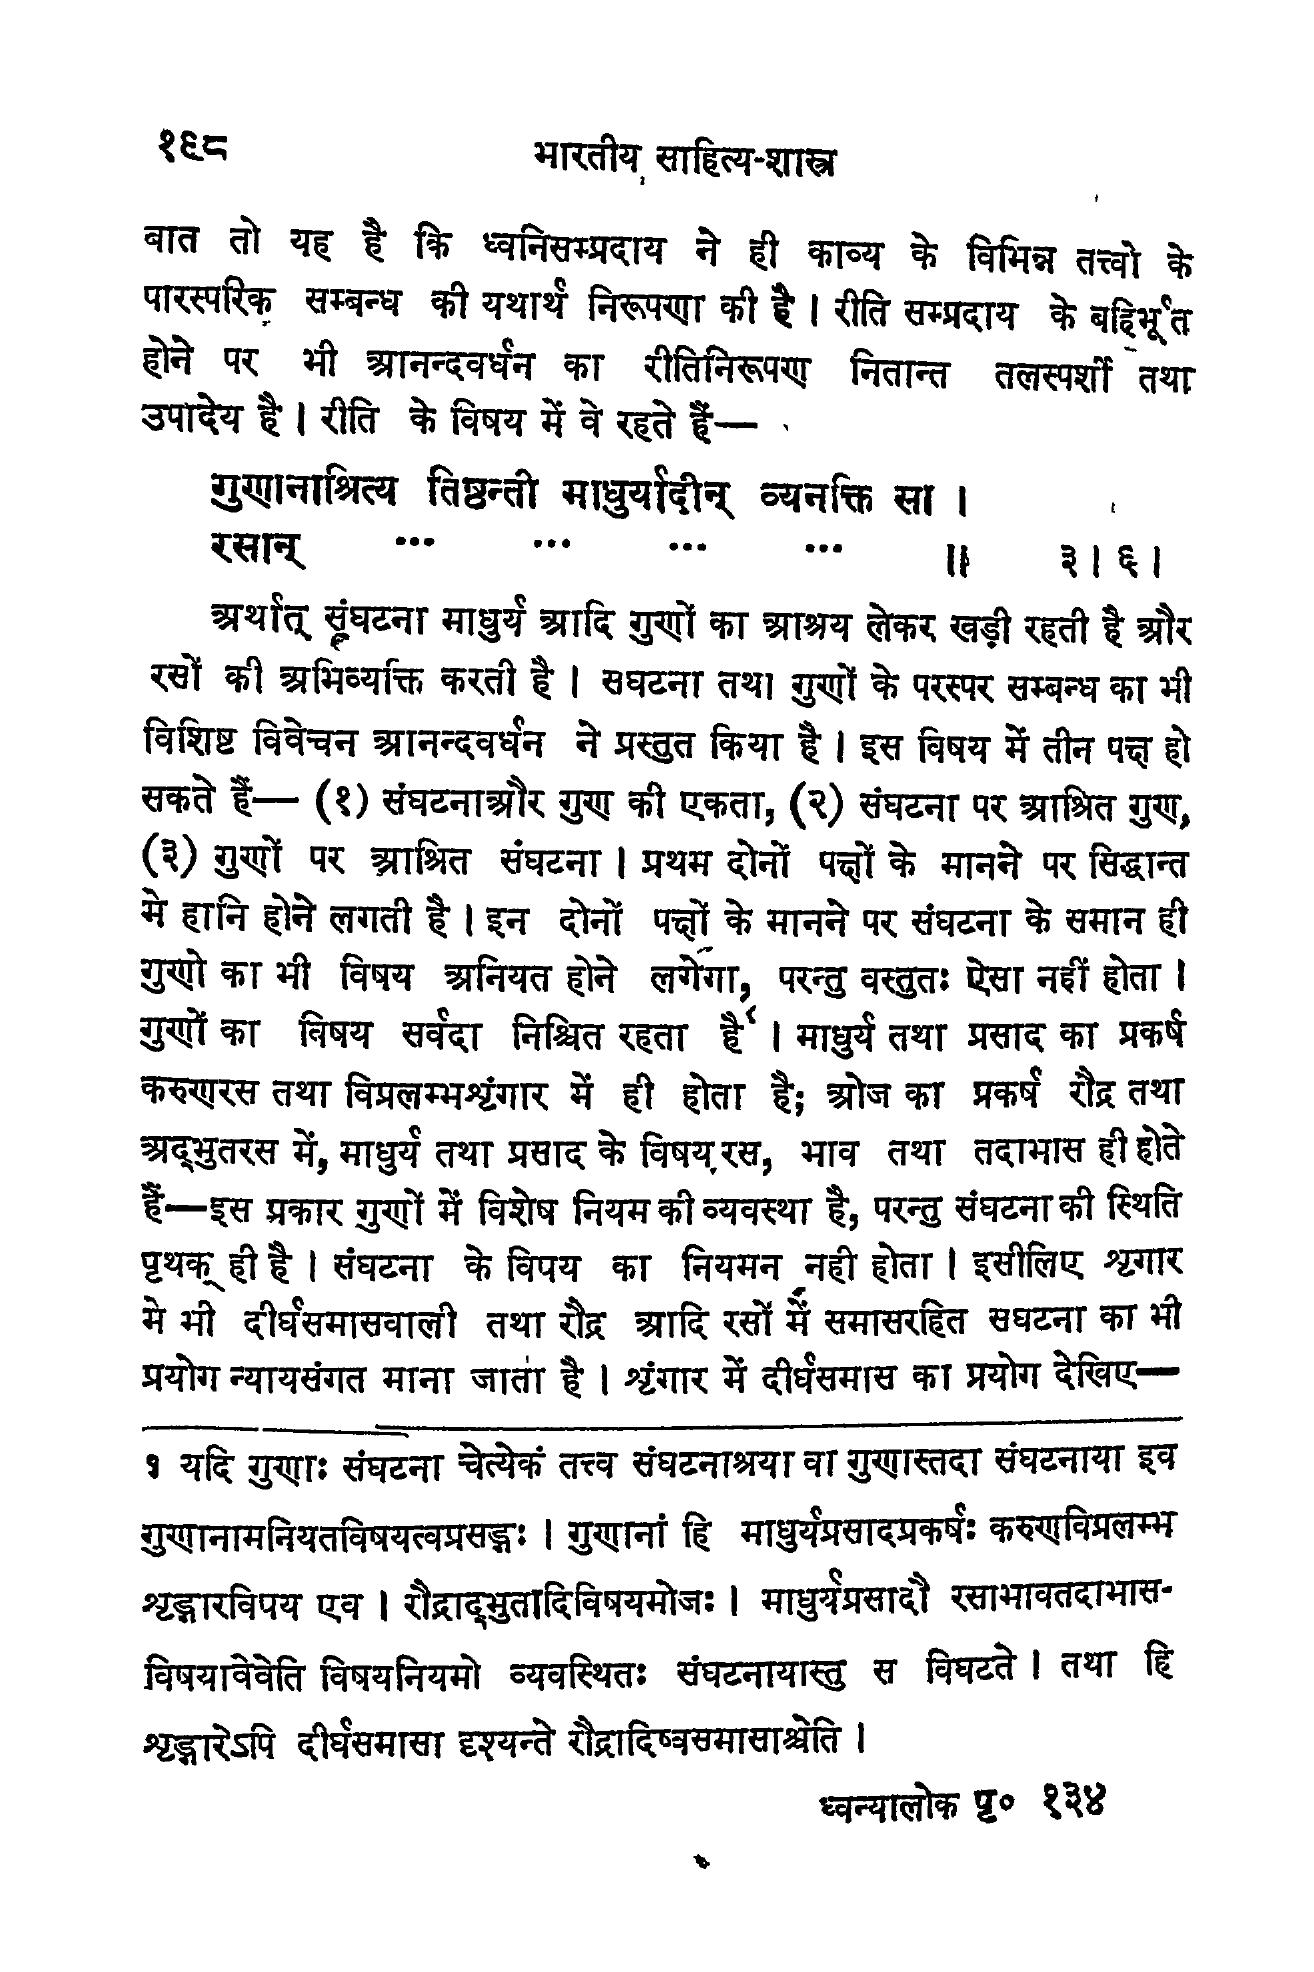 १९८ भारतीय साहित्य-शास्त्र
बात तो यह है कि ध्वनिसम्प्रदाय ने ही काव्य के विभिन्न तत्त्वो के
पारस्परिक सम्बन्ध की यथार्थ निरूपणा की है । रीति सम्प्रदाय के बहिर्भूत
होने पर भी आनन्दवर्धन का रीतिनिरूपण नितान्त तलस्पर्शी तथा
उपादेय है । रीति के विषय में वे रहते हैं—
गुणानाश्रित्य तिष्ठन्ती माधुर्यादीन् व्यनक्ति सा ।
रसान् ... ... ... ... ॥ ३ । ६ ।
अर्थात् संघटना माधुर्य आदि गुणों का आश्रय लेकर खड़ी रहती है और
रसों की अभिर्व्याक्त करती है । सघटना तथा गुणों के परस्पर सम्बन्ध का भी
विशिष्ट विवेचन आनन्दवर्धन ने प्रस्तुत किया है । इस विषय में तीन पक्ष हो
सकते हैं— (१) संघटनाऔर गुण की एकता, (२) संघटना पर आश्रित गुण,
(३) गुणों पर आश्रित संघटना । प्रथम दोनों पक्षों के मानने पर सिद्धान्त
मे हानि होने लगती है । इन दोनों पक्षों के मानने पर संघटना के समान ही
गुणो का भी विषय अनियत होने लगेगा, परन्तु वस्तुतः ऐसा नहीं होता ।
गुणों का विषय सर्वदा निश्चित रहता है१ । माधुर्य तथा प्रसाद का प्रकर्ष
करुणरस तथा विप्रलम्भशृंगार में ही होता है; ओज का प्रकर्ष रौद्र तथा
अद्भुतरस में, माधुर्य तथा प्रसाद के विषय रस, भाव तथा तदाभास ही होते
हैं—इस प्रकार गुणों में विशेष नियम की व्यवस्था है, परन्तु संघटना की स्थिति
पृथक् ही है । संघटना के विपय का नियमन नही होता । इसीलिए शृगार
मे भी दीर्घसमासवाली तथा रौद्र आदि रसों में समासरहित सघटना का भी
प्रयोग न्यायसंगत माना जाता है । शृंगार में दीर्घसमास का प्रयोग देखिए—
१ यदि गुणाः संघटना चेत्येकं तत्त्व संघटनाश्रया वा गुणास्तदा संघटनाया इव
गुणानामनियतविषयत्वप्रसङ्गः । गुणानां हि माधुर्यप्रसादप्रकर्षः करुणविप्रलम्भ
शृङ्गारविपय एव । रौद्राद्भुतादिविषयमोजः । माधुर्यप्रसादौ रसाभावतदाभास-
विषयावेवेति विषयनियमो व्यवस्थितः संघटनायास्तु स विघटते । तथा हि
शृङ्गारेऽपि दीर्घसमासा दृश्यन्ते रौद्रादिष्वसमासाश्चेति ।
ध्वन्यालोक पृ० १३४